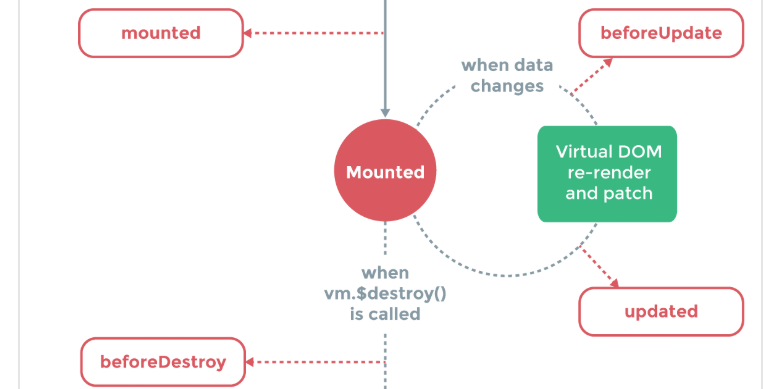 mounted
beforeUpdate
when data
changes
Virtual DOM
re-render
and patch
Mounted
when
vm.$destroy()
is called
updated
beforeDestroy